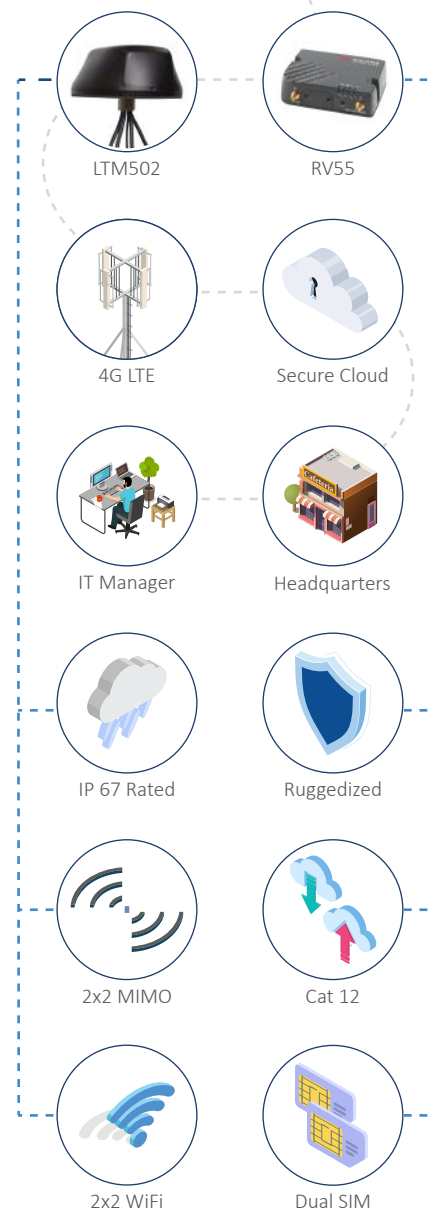 LTM502
RV55
4G LTE
Secure Cloud
Cafeteria
IT Manager
Headquarters
IP 67 Rated
Ruggedized
2x2 MIMO
Cat 12
2x2 WiFi
Dual SIM